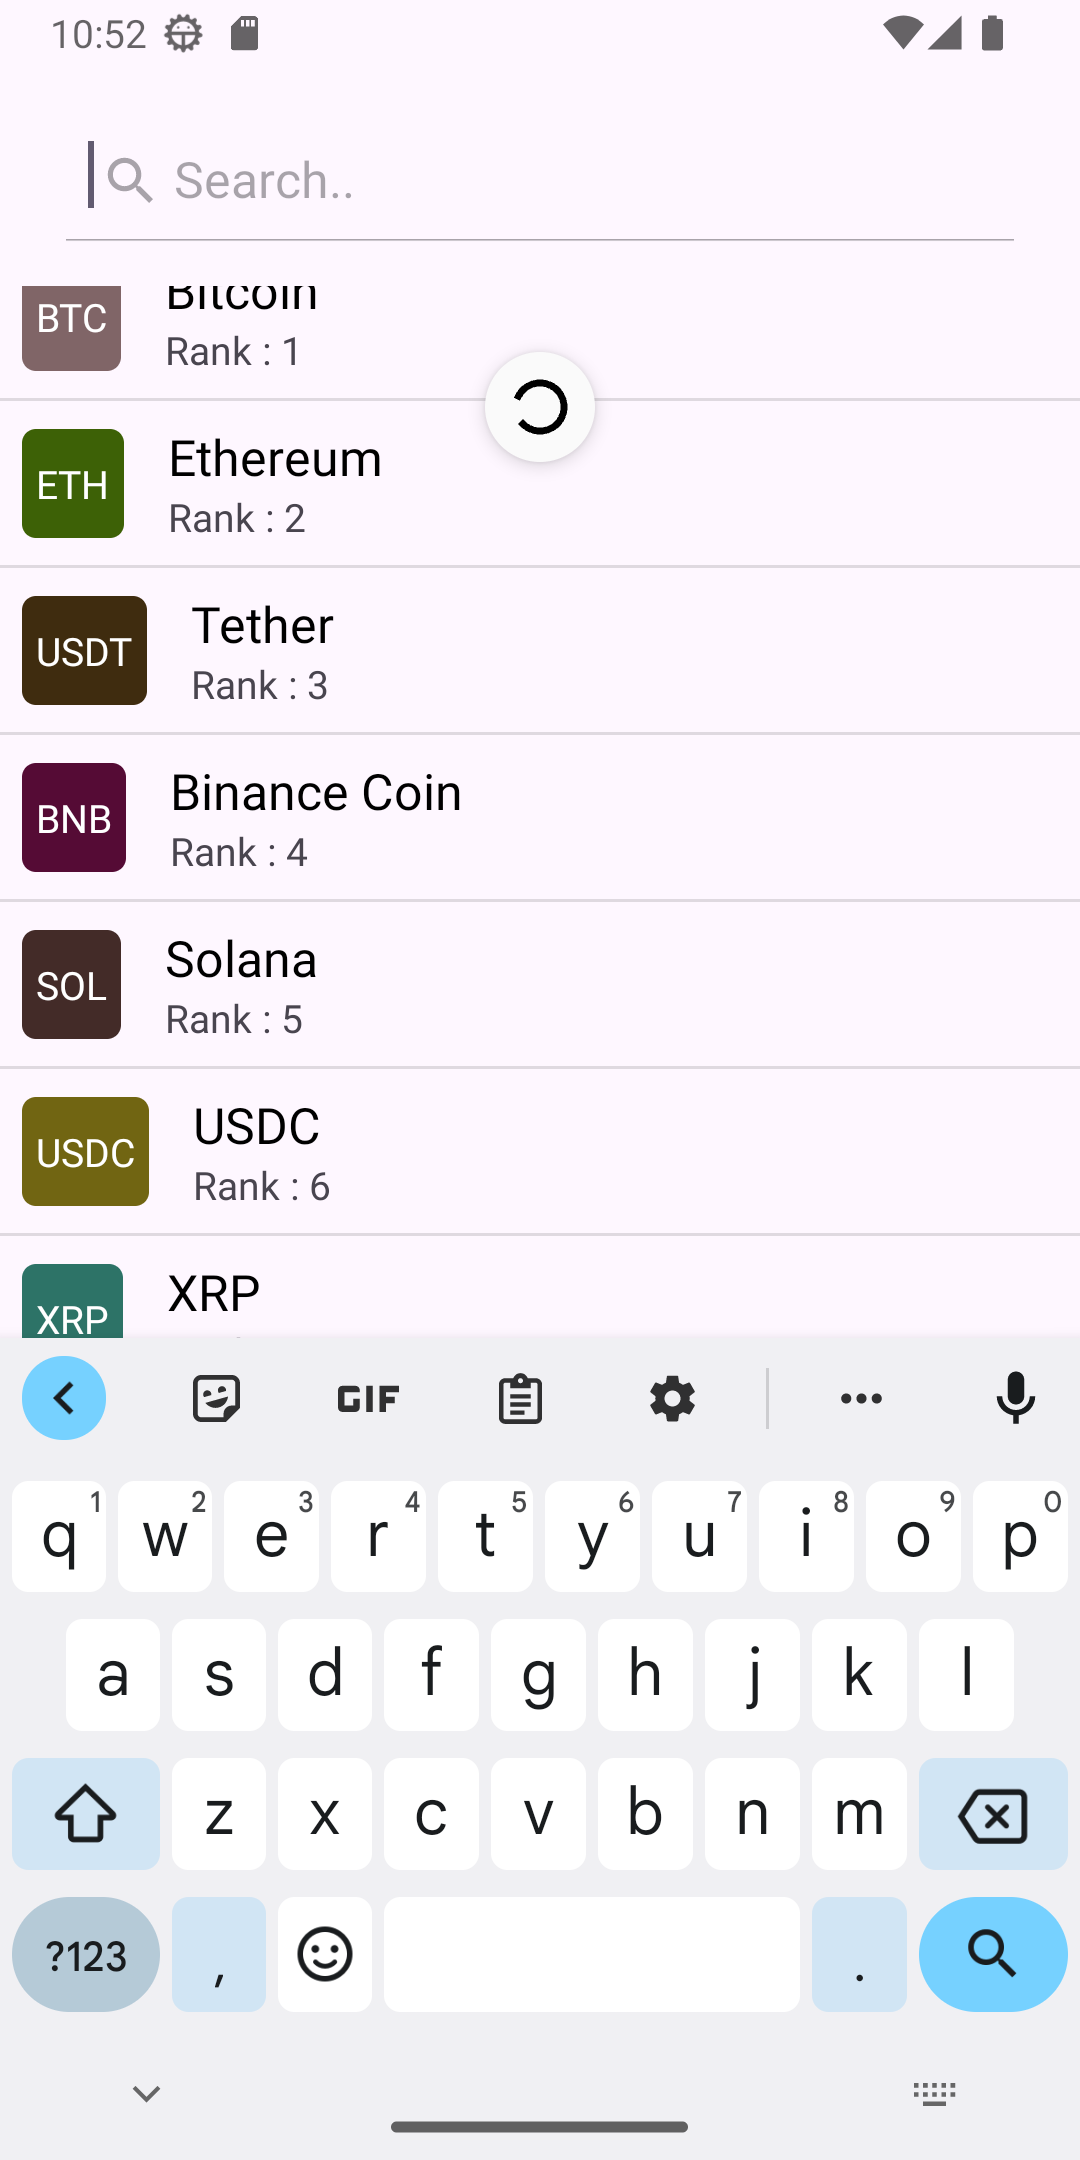 10:52
Search..
BTC
Bitcoin
Rank : 1
ETH
Ethereum
Rank : 2
USDT
Tether
Rank : 3
BNB
Binance Coin
Rank : 4
SOL
Solana
Rank : 5
USDC
USDC
Rank : 6
XRP
XRP
GIF
q 1 w 2 e 3 r 4 t 5 y 6 u 7 i 8 o 9 p 0
a s d f g h j k l
z x c v b n m
?123 , .